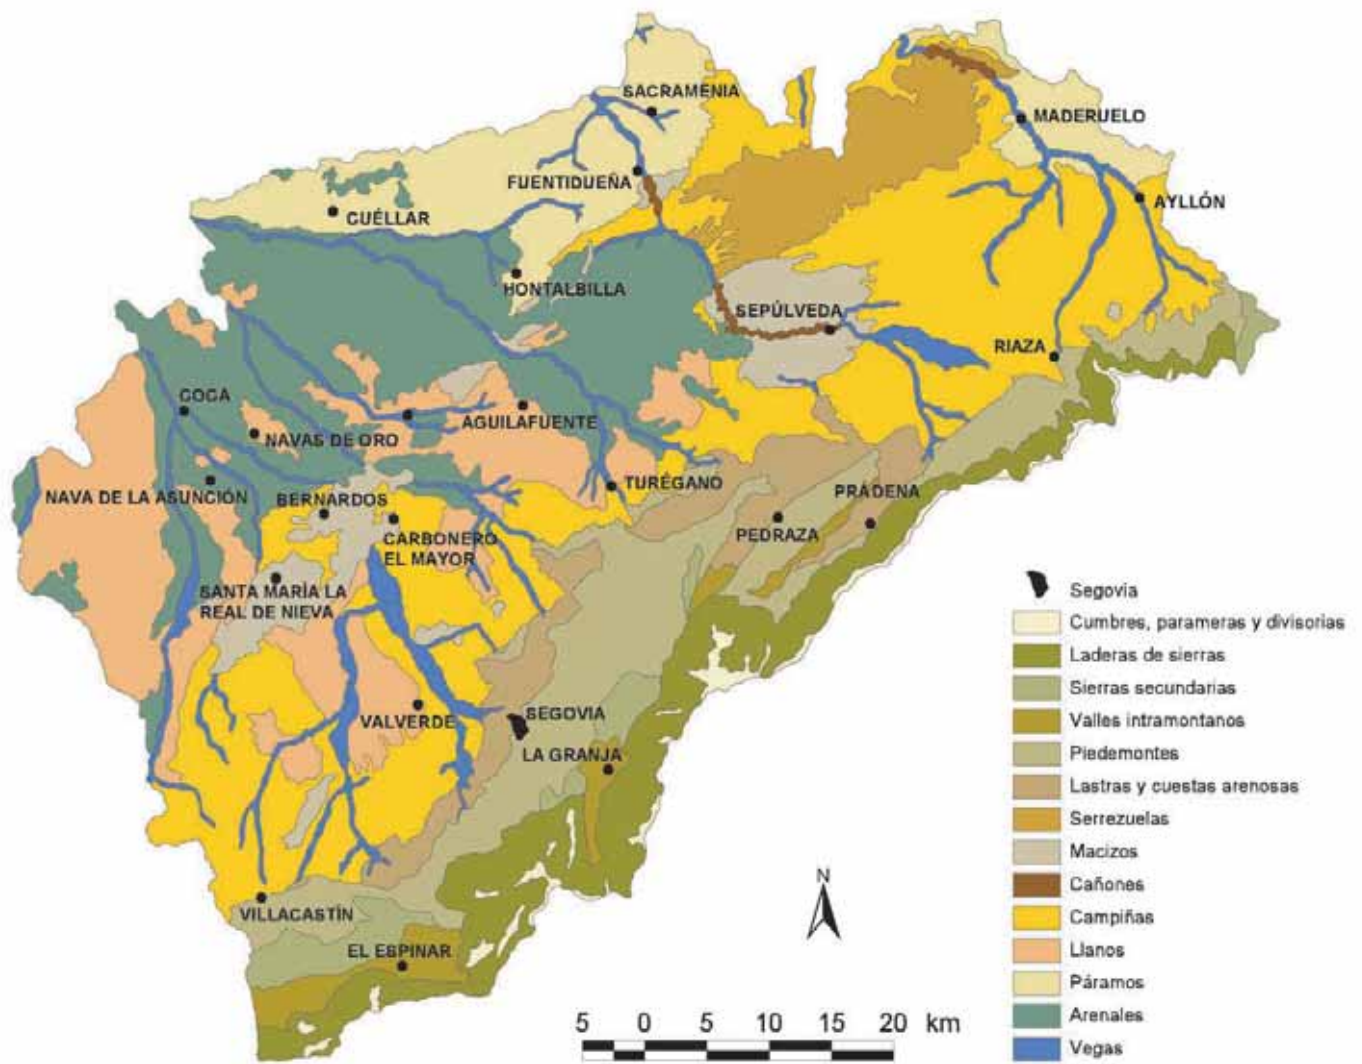 SACRAMENIA
MADERUELO
FUENTIDUEÑA
AYLLÓN
CUÉLLAR
HONTALBILLA
SEPÚLVEDA
RIAZA
COCA
AGUILAFUENTE
NAVAS DE ORO
TURÉGANO
NAVA DE LA ASUNCIÓN
PRÁDENA
BERNARDOS
PEDRAZA
CARBONERO
EL MAYOR
SANTA MARÍA LA
REAL DE NIEVA
VALVERDE
SEGOVIA
LA GRANJA
VILLACASTÍN
EL ESPINAR
Segovia
Cumbres, parameras y divisorias
Laderas de sierras
Sierras secundarias
Valles intramontanos
Piedemontes
Lastras y cuestas arenosas
Serrezuelas
Macizos
Cañones
Campiñas
Llanos
Páramos
Arenales
Vegas
N
5 0 5 10 15 20 km